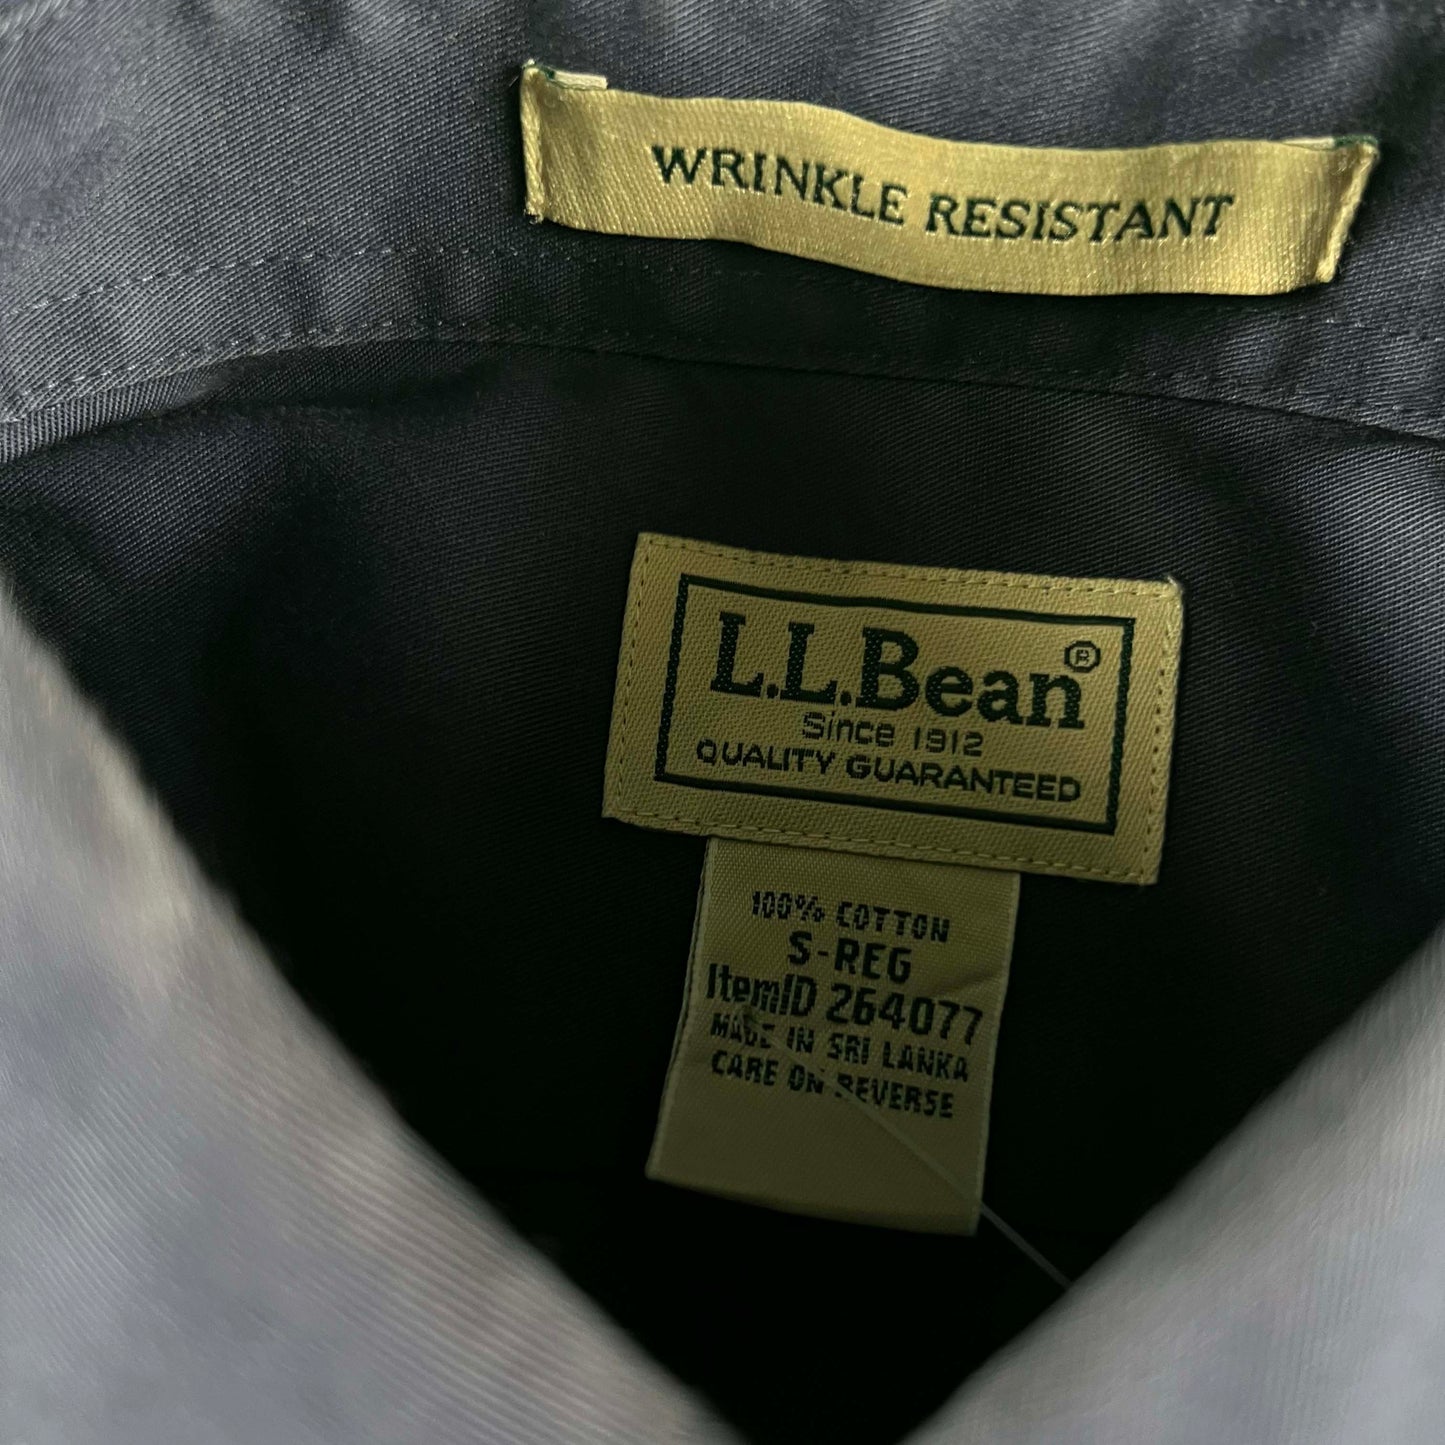 WRINKLE RESISTANT
L.L.Bean®
Since 1912
QUALITY GUARANTEED
100% COTTON
S-REG
ItemID 264077
MADE IN SRI LANKA
CARE ON REVERSE